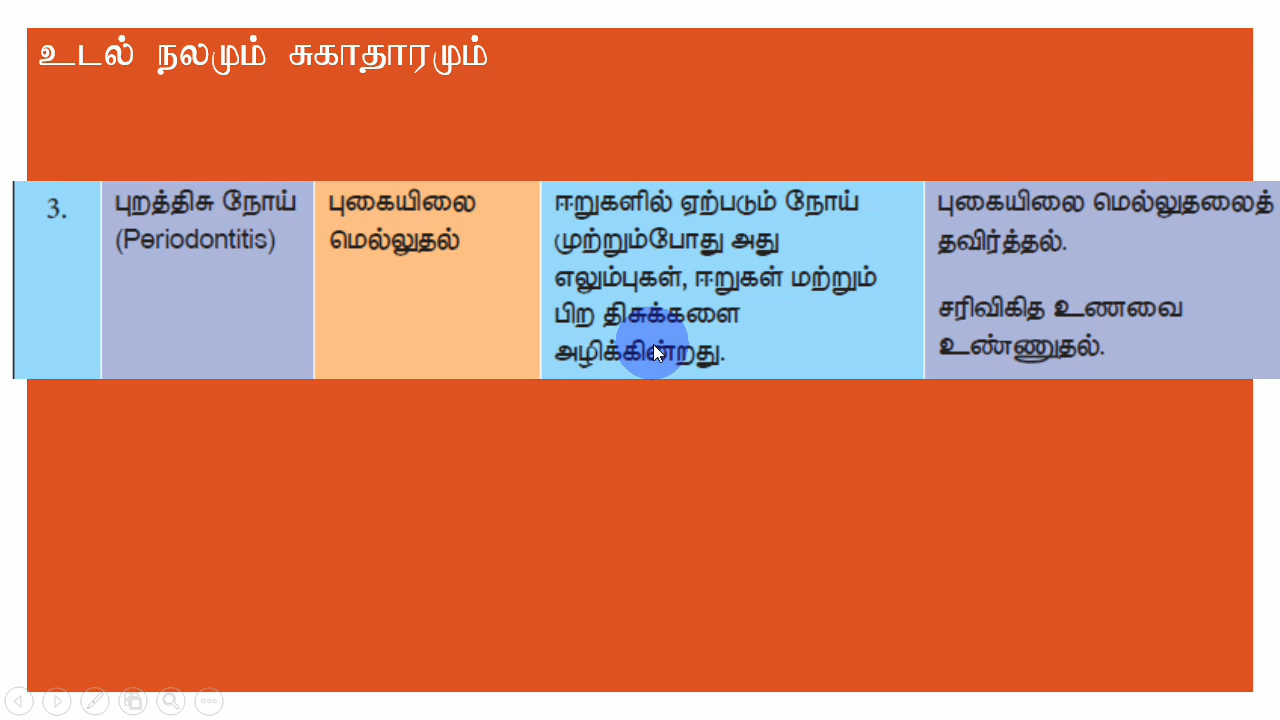 உடல் நலமும் சுகாதாரமும்
3.
புறத்திசு நோய்
(Periodontitis)
புகையிலை
மெல்லுதல்
ஈறுகளில் ஏற்படும் நோய்
முற்றும்போது அது
எலும்புகள், ஈறுகள் மற்றும்
பிற திசுக்களை
அழிக்கின்றது.
புகையிலை மெல்லுதலைத்
தவிர்த்தல்.
சரிவிகித உணவை
உண்ணுதல்.